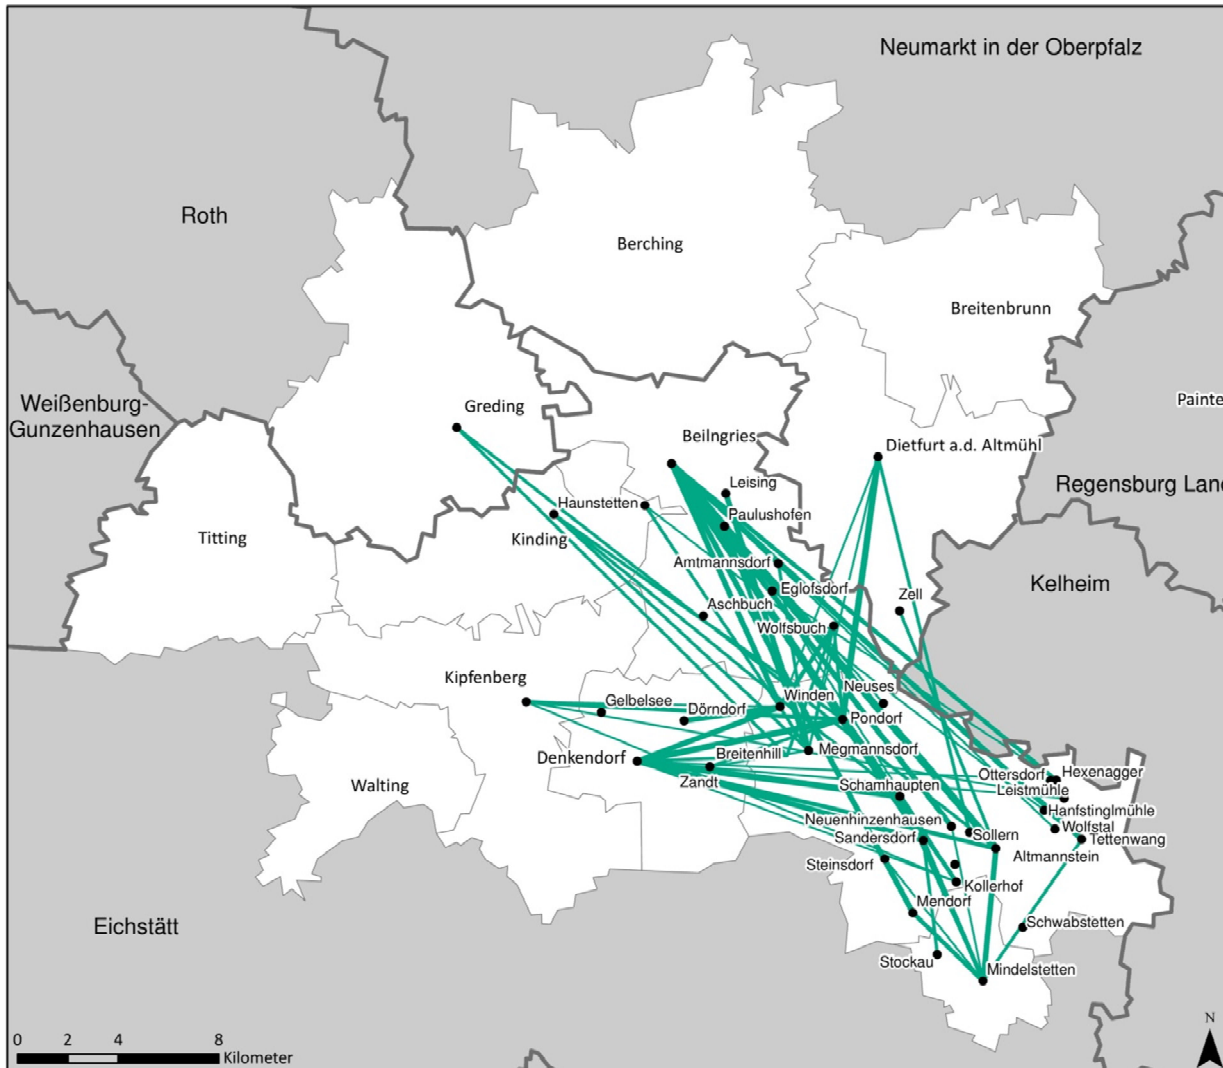 Neumarkt in der Oberpfalz
Roth
Berching
Breitenbrunn
Weißenburg-
Gunzenhausen
Painte
Greding
Beilngries
Dietfurt a.d. Altmühl
Leising
Regensburg Land
Haunstetten
Paulushofen
Titting
Kinding
Amtmannsdorf
Kelheim
Eglofsdorf
Zell
Aschbuch
Wolfsbuch
Kipfenberg
Neuses
Gelbelsee
Winden
Dörndorf
Pondorf
Megmannsdorf
Breitenhill
Denkendorf
Ottersdorf
Hexenagger
Zandt
Schamhaupten
Leistmühle
Walting
Hanfstinglmühle
Neuenhinzenhausen
Wolfstal
Sollern
Sandersdorf
Tettenwang
Altmannstein
Steinsdorf
Kollerhof
Mendorf
Eichstätt
Schwabstetten
Stockau
Mindelstetten
N
0 2 4 8
Kilometer